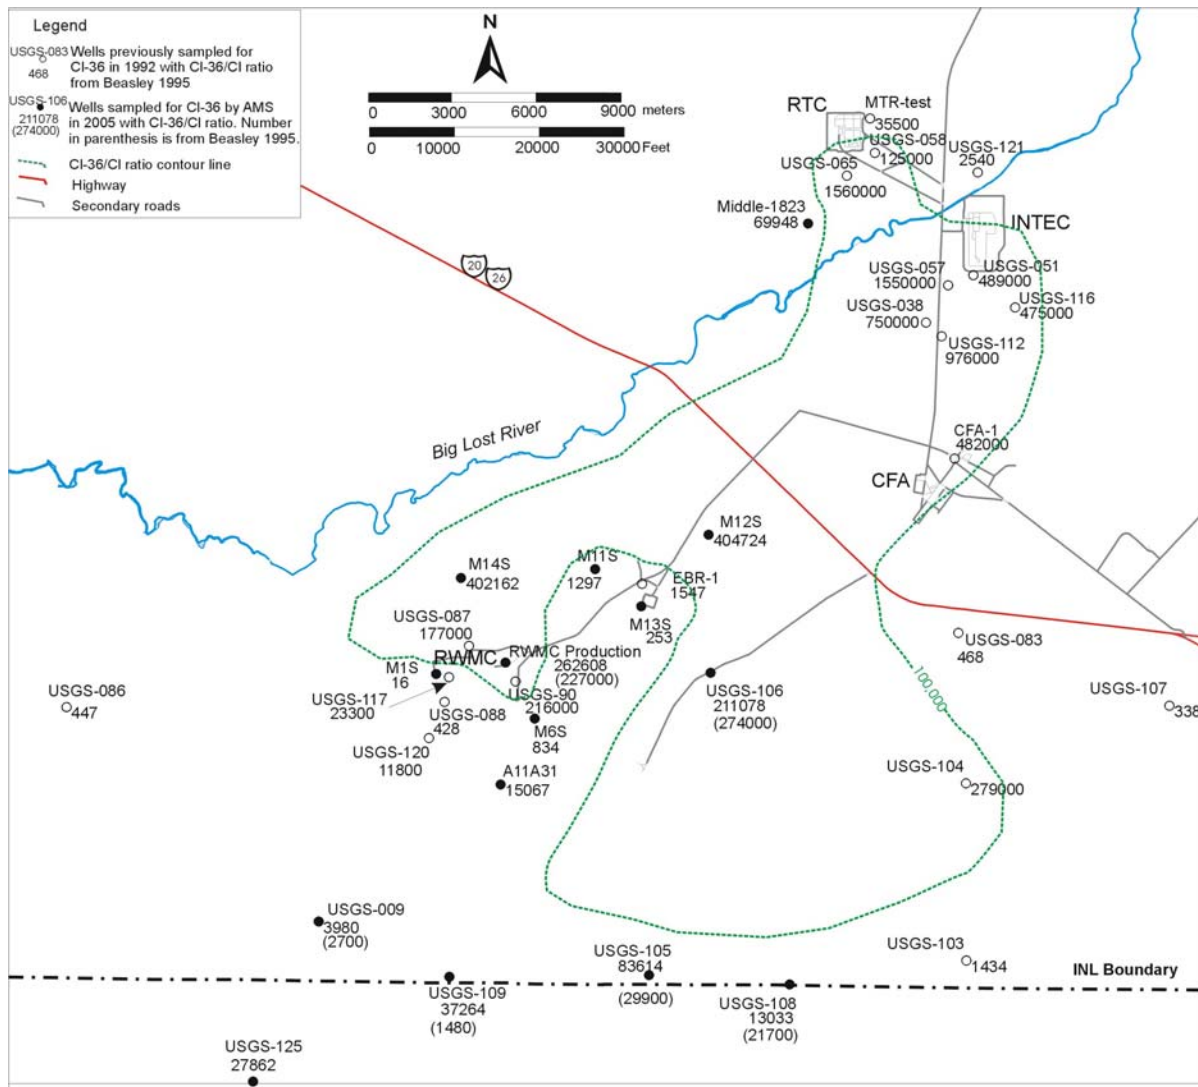 Legend
USGS-083 Wells previously sampled for
468 Cl-36 in 1992 with Cl-36/Cl ratio
from Beasley 1995
USGS-106 Wells sampled for Cl-36 by AMS
211078 in 2005 with Cl-36/Cl ratio. Number
(274000) in parenthesis is from Beasley 1995.
Cl-36/Cl ratio contour line
Highway
Secondary roads
N
0 3000 6000 9000 meters
0 10000 20000 30000 Feet
RTC
MTR-test
35500
USGS-058
125000
USGS-065
1560000
USGS-121
2540
Middle-1823
69948
INTEC
20
26
USGS-057
1550000
USGS-051
489000
USGS-038
750000
USGS-116
475000
USGS-112
976000
Big Lost River
CFA-1
482000
CFA
M12S
404724
M14S
402162
M11S
1297
EBR-1
1547
M13S
253
USGS-087
177000
RWMC
RWMC Production
262608
(227000)
M1S
16
USGS-117
23300
USGS-90
216000
USGS-088
428
M6S
834
USGS-120
11800
A11A31
15067
USGS-086
447
USGS-106
211078
(274000)
USGS-083
468
100,000
USGS-107
338
USGS-104
279000
USGS-009
3980
(2700)
USGS-103
1434
USGS-105
83614
(29900)
INL Boundary
USGS-109
37264
(1480)
USGS-108
13033
(21700)
USGS-125
27862